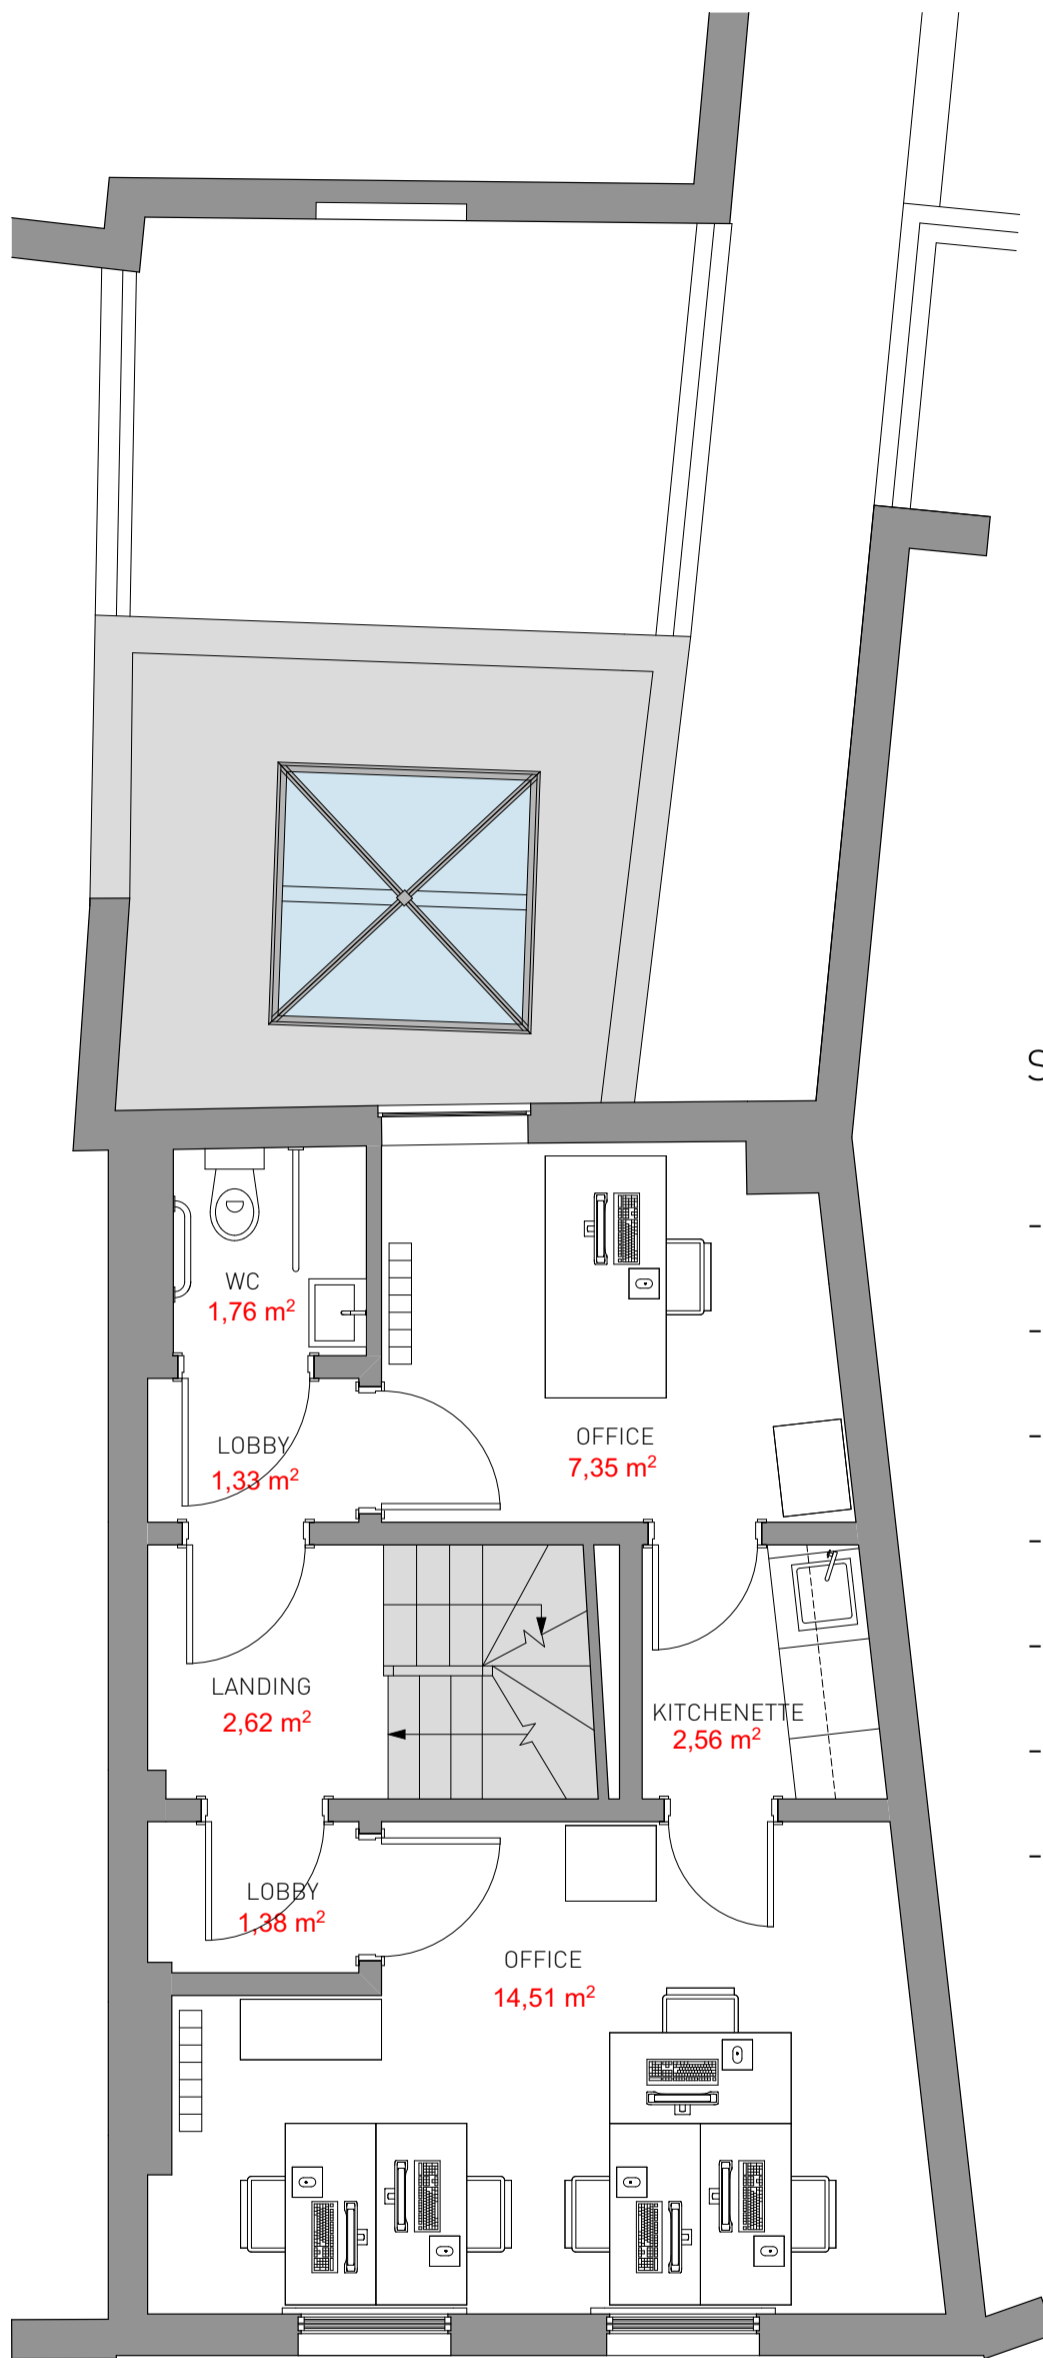 S
WC
1,76 m²
LOBBY
1,33 m²
OFFICE
7,35 m²
LANDING
2,62 m²
KITCHENETTE
2,56 m²
LOBBY
1,38 m²
OFFICE
14,51 m²